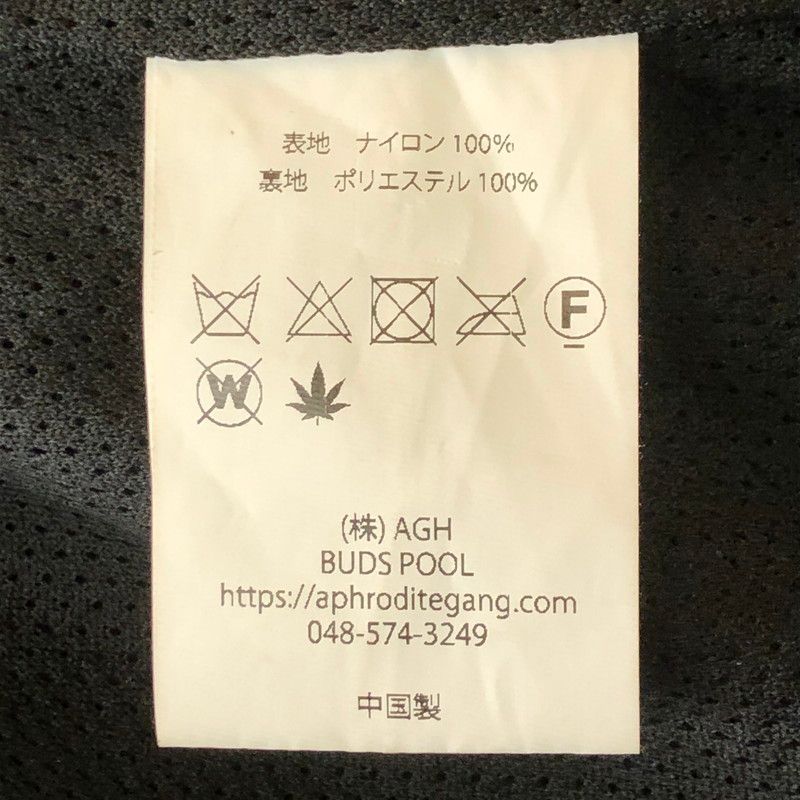 表地　ナイロン 100%
裏地　ポリエステル 100%
F
W
(株) AGH
BUDS POOL
https://aphroditegang.com
048-574-3249
中国製